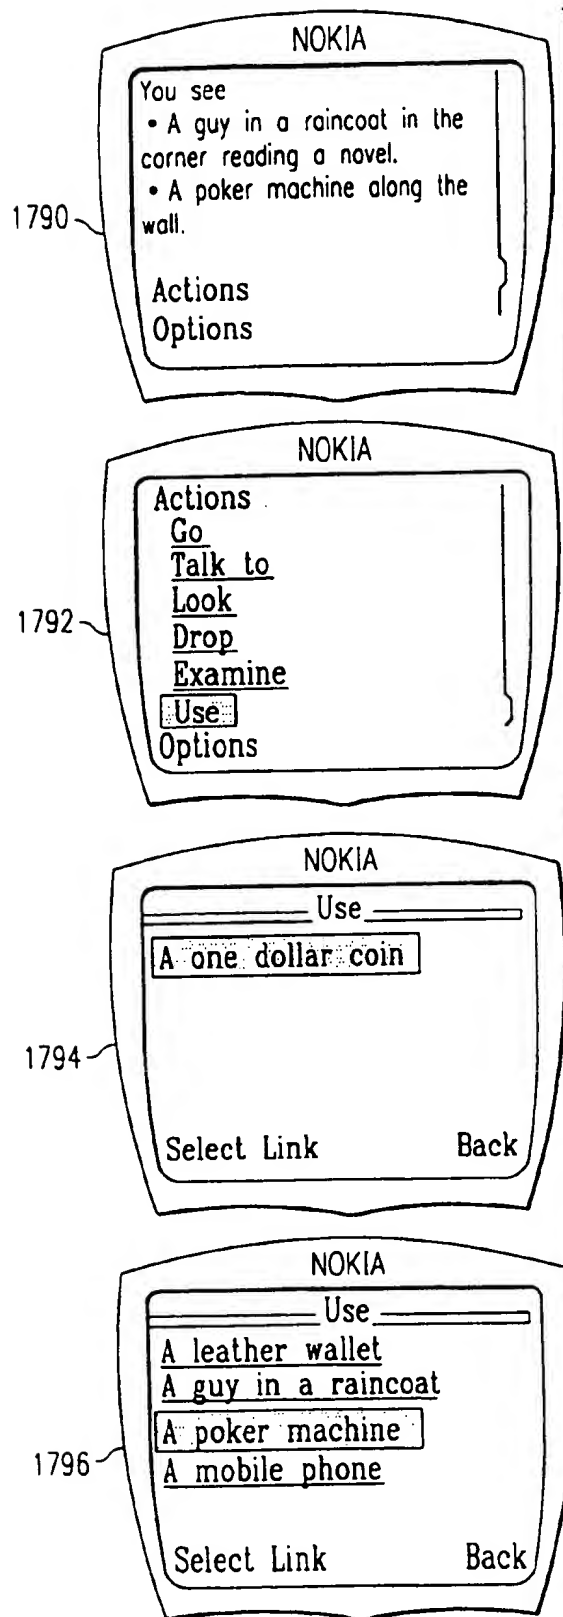 NOKIA
You see
• A guy in a raincoat in the
corner reading a novel.
• A poker machine along the
wall.
1790
Actions
Options
NOKIA
Actions
Go
Talk to
Look
Drop
Examine
Use
Options
1792
NOKIA
Use
A one dollar coin
1794
Select Link Back
NOKIA
Use
A leather wallet
A guy in a raincoat
A poker machine
A mobile phone
1796
Select Link Back